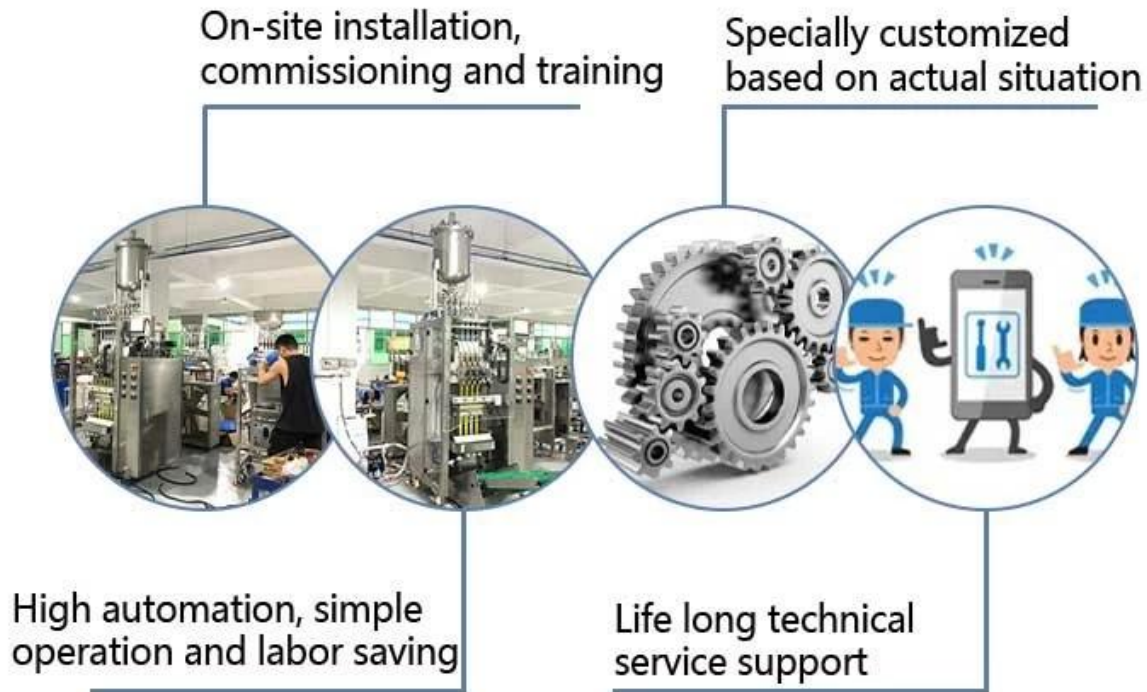 On-site installation,
commissioning and training
Specially customized
based on actual situation
High automation, simple
operation and labor saving
Life long technical
service support